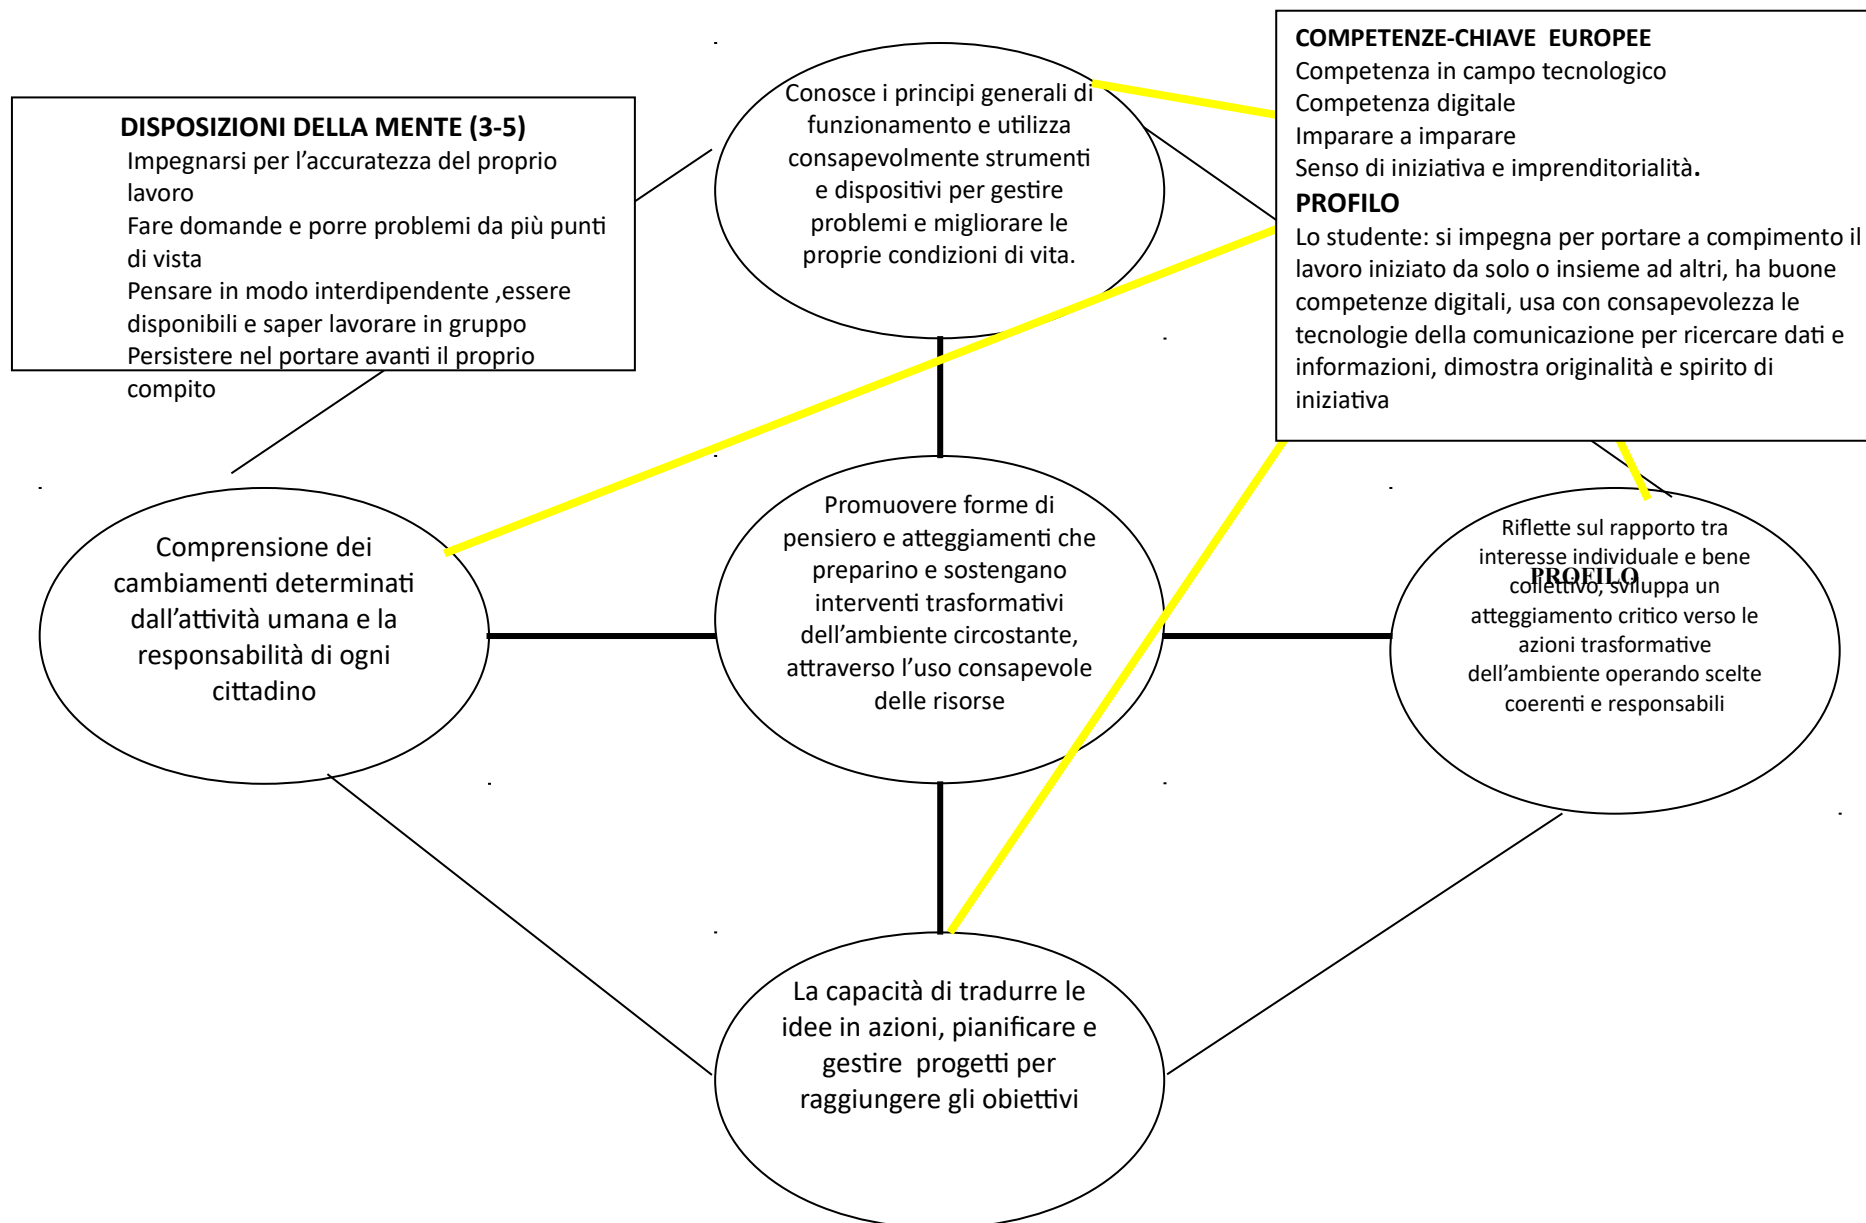 DISPOSIZIONI DELLA MENTE (3-5)
Impegnarsi per l’accuratezza del proprio
lavoro
Fare domande e porre problemi da più punti
di vista
Pensare in modo interdipendente ,essere
disponibili e saper lavorare in gruppo
Persistere nel portare avanti il proprio
compito
Conosce i principi generali di
funzionamento e utilizza
consapevolmente strumenti
e dispositivi per gestire
problemi e migliorare le
proprie condizioni di vita.
COMPETENZE-CHIAVE EUROPEE
Competenza in campo tecnologico
Competenza digitale
Imparare a imparare
Senso di iniziativa e imprenditorialità.
PROFILO
Lo studente: si impegna per portare a compimento il
lavoro iniziato da solo o insieme ad altri, ha buone
competenze digitali, usa con consapevolezza le
tecnologie della comunicazione per ricercare dati e
informazioni, dimostra originalità e spirito di
iniziativa
Comprensione dei
cambiamenti determinati
dall’attività umana e la
responsabilità di ogni
cittadino
Promuovere forme di
pensiero e atteggiamenti che
preparino e sostengano
interventi trasformativi
dell’ambiente circostante,
attraverso l’uso consapevole
delle risorse
Riflette sul rapporto tra
interesse individuale e bene
PROFILO
collettivo, sviluppa un
atteggiamento critico verso le
azioni trasformative
dell’ambiente operando scelte
coerenti e responsabili
La capacità di tradurre le
idee in azioni, pianificare e
gestire progetti per
raggiungere gli obiettivi